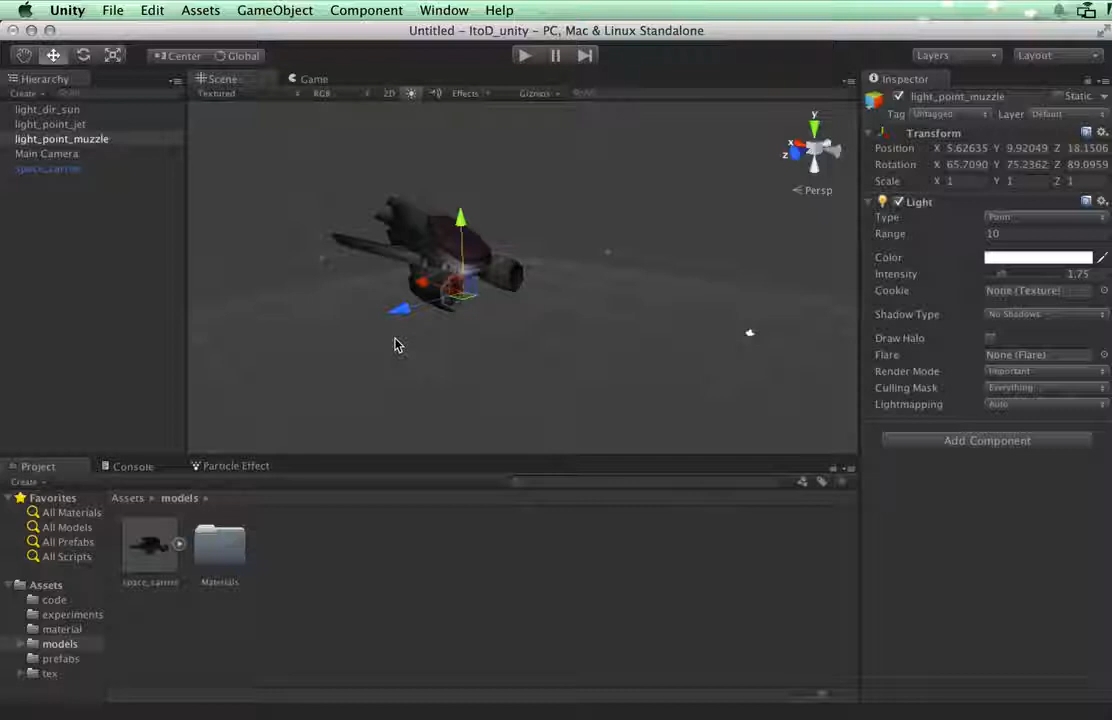 Unity File Edit Assets GameObject Component Window Help
Untitled - ItoD_unity - PC, Mac & Linux Standalone
Center Global Layers Layout
Hierarchy Scene Game Inspector
Create All Textured RGB 2D Effects Gizmos All
light_point_muzzle Static
Tag Untagged Layer Default
light_dir_sun
light_point_jet
light_point_muzzle
Main Camera
space_carrier
y
x
z
Persp
Transform
Position X 5.62635 Y 9.92049 Z 18.1506
Rotation X 65.7090 Y 75.2362 Z 89.0959
Scale X 1 Y 1 Z 1
Light
Type Point
Range 10
Color
Intensity 1.75
Cookie None (Texture)
Shadow Type No Shadows
Draw Halo
Flare None (Flare)
Render Mode Important
Culling Mask Everything
Lightmapping Auto
Add Component
Project Console Particle Effect
Create
Favorites
All Materials
All Models
All Prefabs
All Scripts
Assets
code
experiments
material
models
prefabs
tex
Assets models
Materials